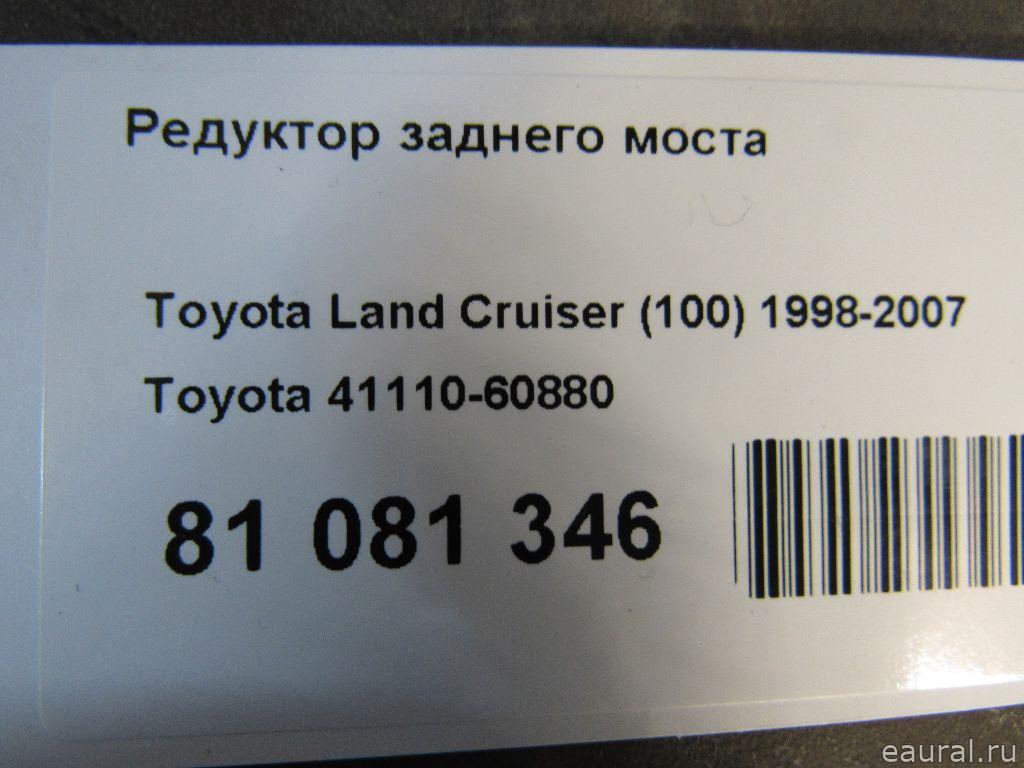 Редуктор заднего моста
Toyota Land Cruiser (100) 1998-2007
Toyota 41110-60880
81 081 346
eaural.ru